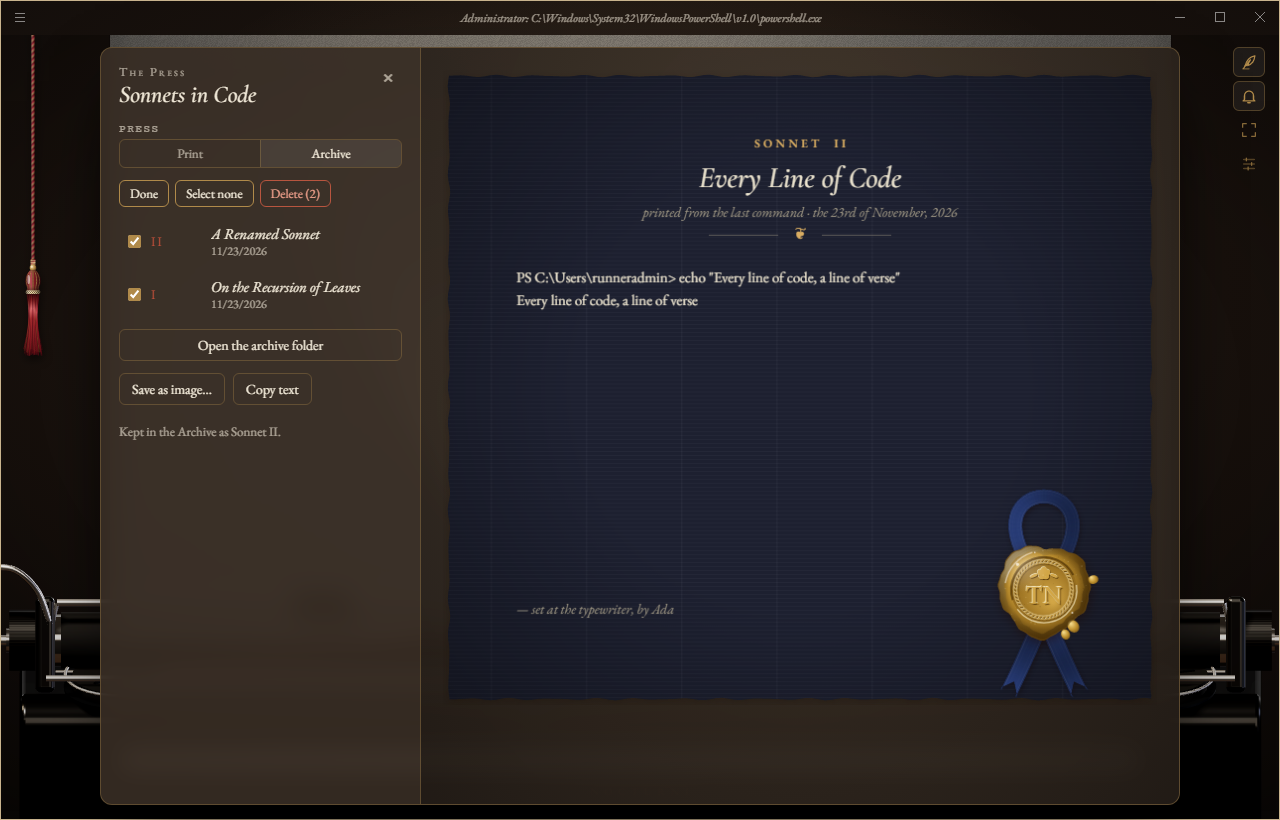 Administrator: C:\Windows\System32\WindowsPowerShell\v1.0\powershell.exe
The Press
Sonnets in Code
PRESS
Print
Archive
Done
Select none
Delete (2)
II
A Renamed Sonnet
11/23/2026
I
On the Recursion of Leaves
11/23/2026
Open the archive folder
Save as image...
Copy text
Kept in the Archive as Sonnet II.
SONNET II
Every Line of Code
printed from the last command · the 23rd of November, 2026
PS C:\Users\runneradmin> echo "Every line of code, a line of verse"
Every line of code, a line of verse
— set at the typewriter, by Ada
TN